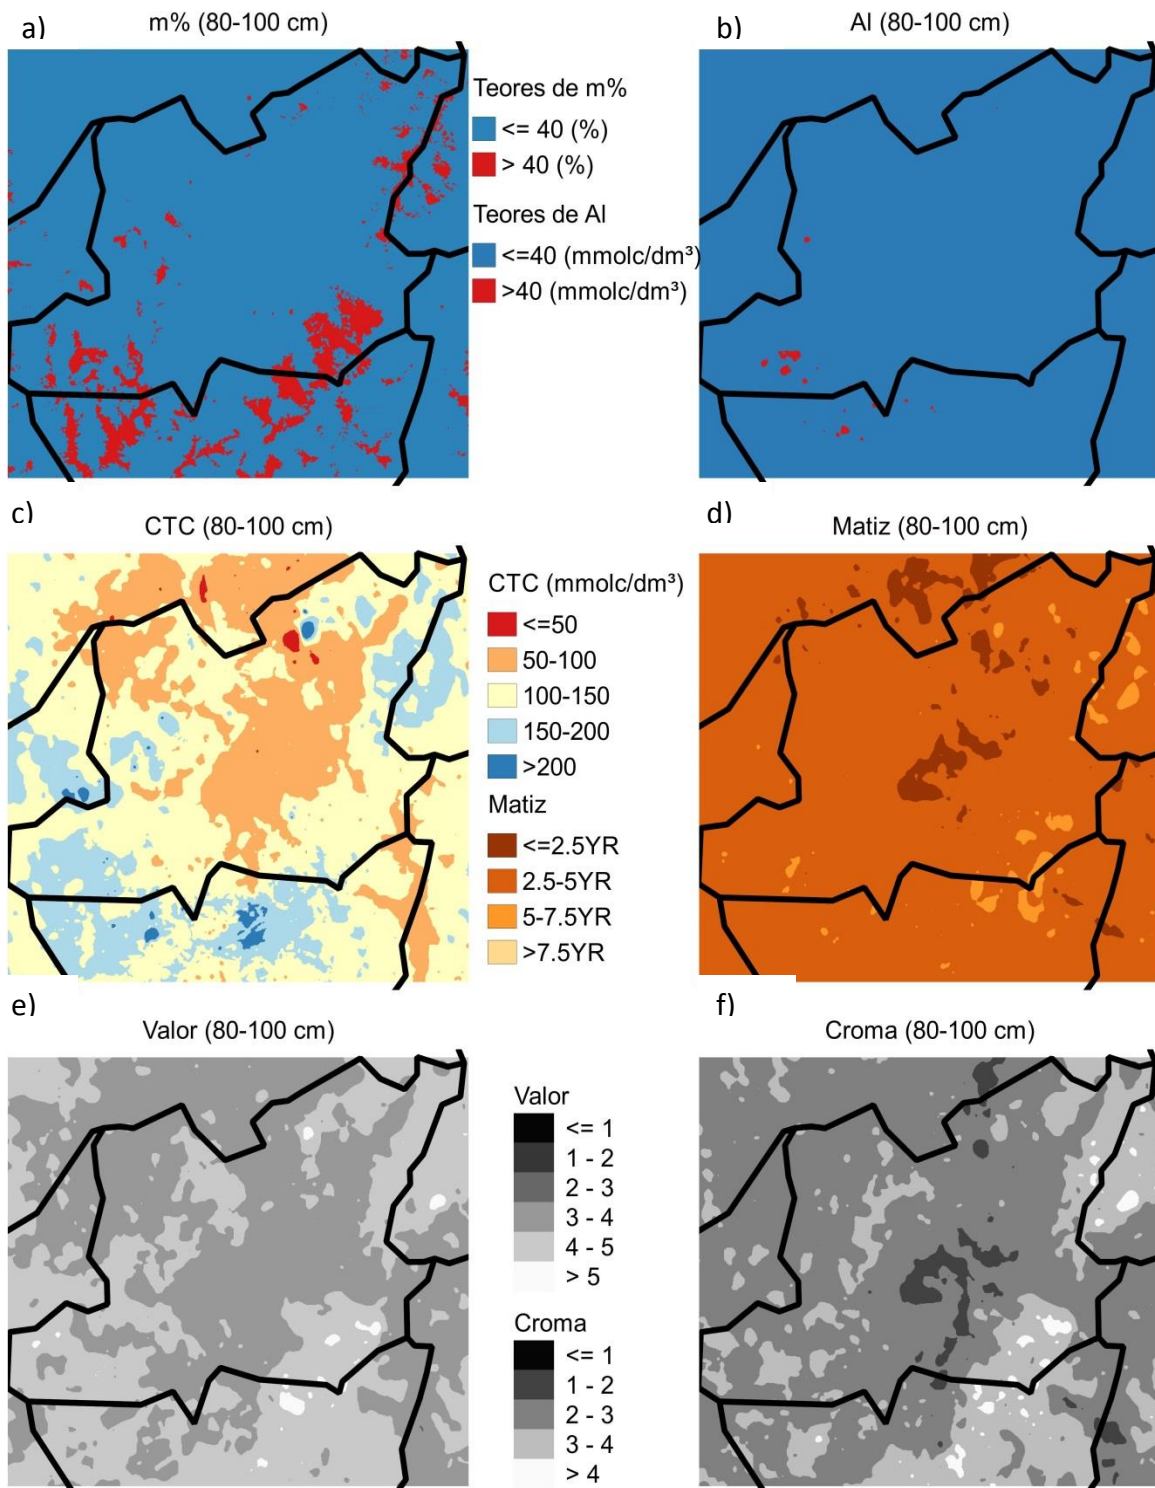 a)
m% (80-100 cm)
b)
Al (80-100 cm)
Teores de m%
<= 40 (%)
> 40 (%)
Teores de Al
<=40 (mmolc/dm³)
>40 (mmolc/dm³)
c)
CTC (80-100 cm)
d)
Matiz (80-100 cm)
CTC (mmolc/dm³)
<=50
50-100
100-150
150-200
>200
Matiz
<=2.5YR
2.5-5YR
5-7.5YR
>7.5YR
e)
Valor (80-100 cm)
f)
Croma (80-100 cm)
Valor
<= 1
1 - 2
2 - 3
3 - 4
4 - 5
> 5
Croma
<= 1
1 - 2
2 - 3
3 - 4
> 4